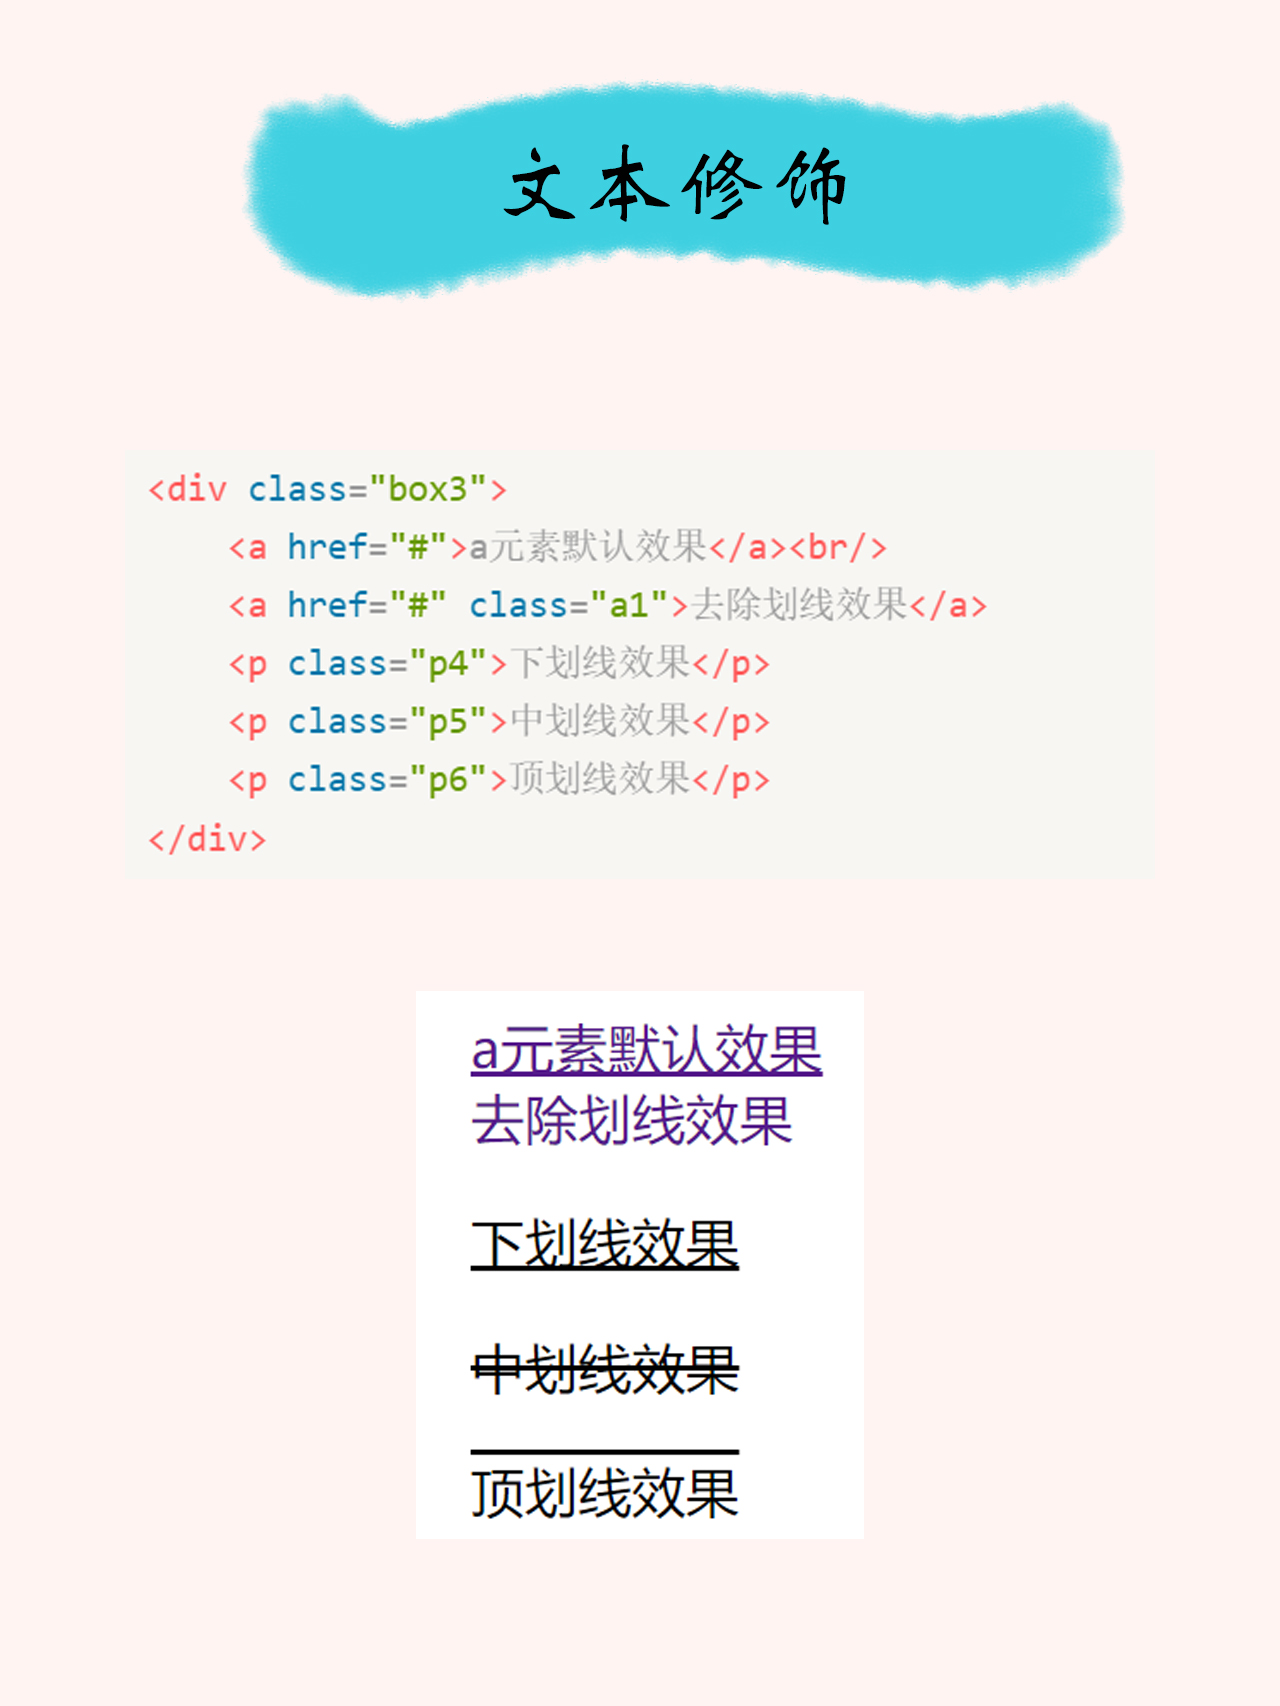 文本修饰
<div class="box3">
    <a href="#">a元素默认效果</a><br/>
    <a href="#" class="a1">去除划线效果</a>
    <p class="p4">下划线效果</p>
    <p class="p5">中划线效果</p>
    <p class="p6">顶划线效果</p>
</div>
a元素默认效果
去除划线效果
下划线效果
中划线效果
顶划线效果